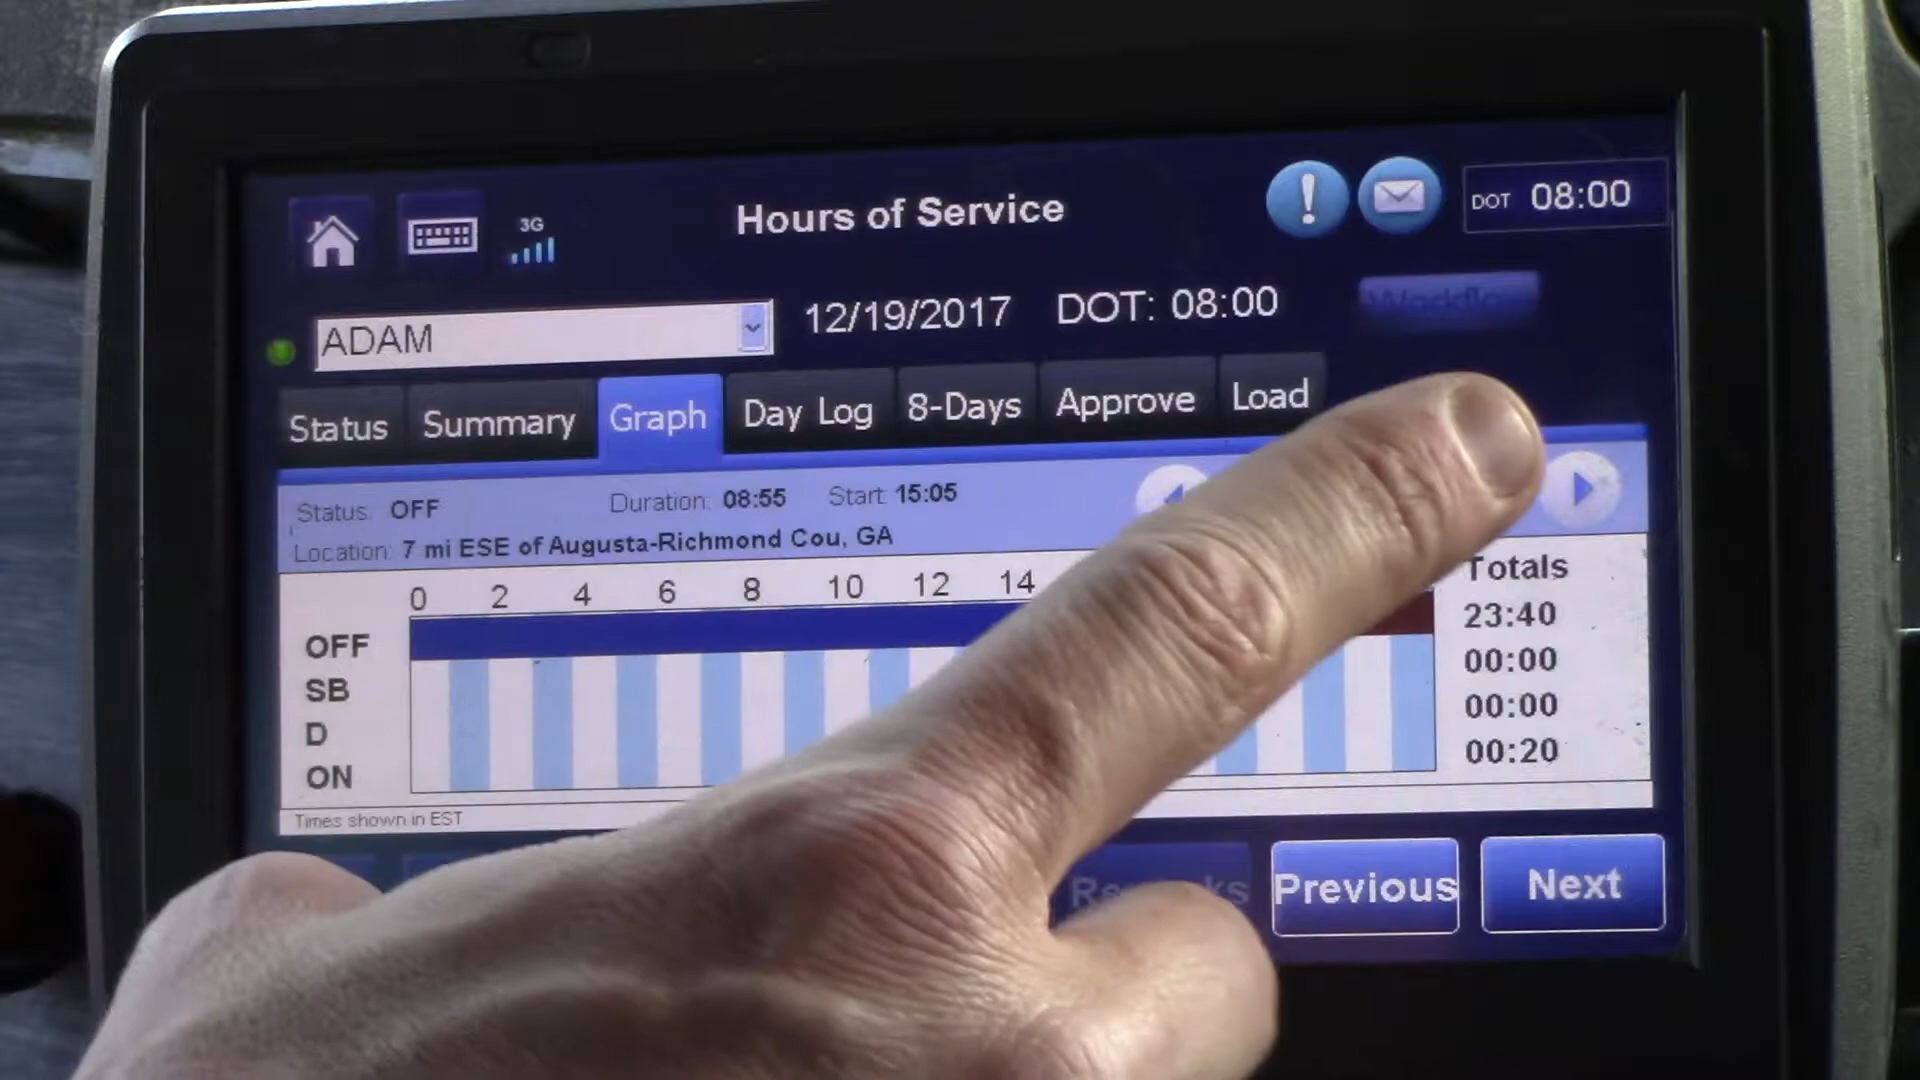 3G
Hours of Service
DOT 08:00
ADAM
12/19/2017 DOT: 08:00
Status Summary Graph Day Log 8-Days Approve Load
Status: OFF Duration: 08:55 Start: 15:05
Location: 7 mi ESE of Augusta-Richmond Cou, GA
0 2 4 6 8 10 12 14 Totals
OFF 23:40
SB 00:00
D 00:00
ON 00:20
Times shown in EST
Previous Next